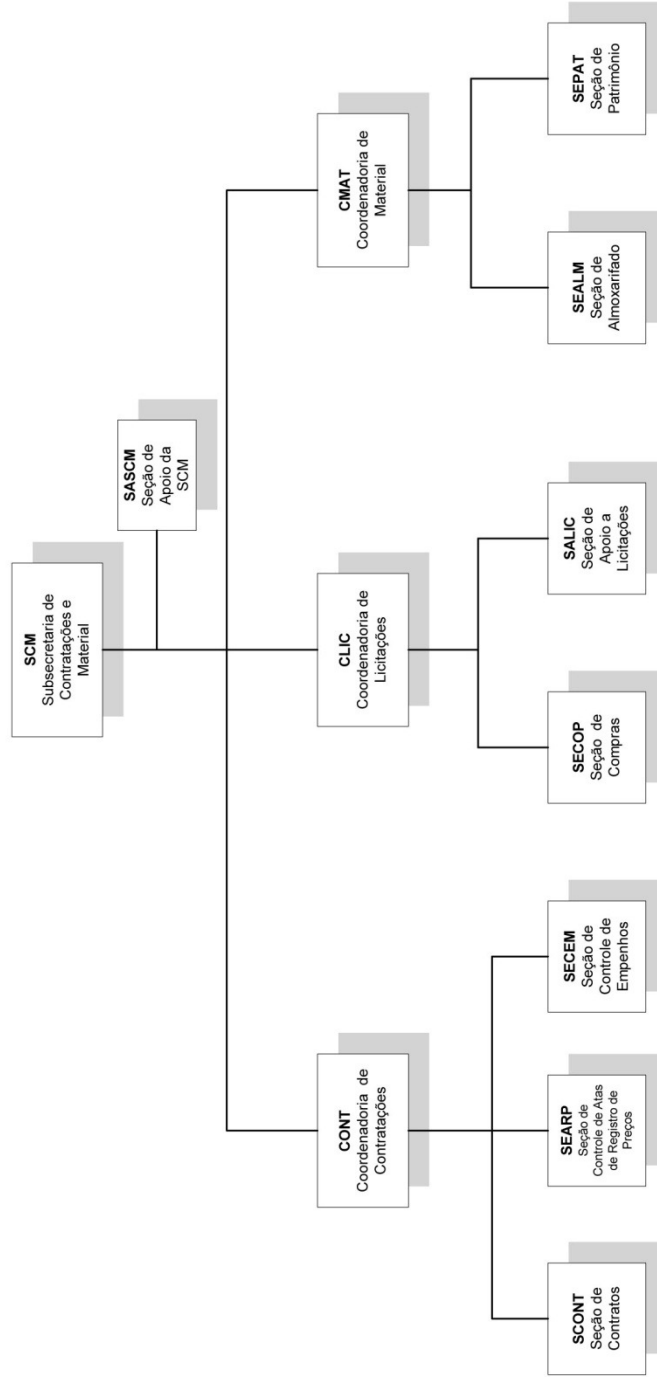 SCM
Subsecretaria de
Contratações e
Material
SASCM
Seção de
Apoio da
SCM
CONT
Coordenadoria de
Contratações
CLIC
Coordenadoria de
Licitações
CMAT
Coordenadoria de
Material
SCONT
Seção de
Contratos
SEARP
Seção de
Controle de Atas
de Registro de
Preços
SECEM
Seção de
Controle de
Empenhos
SECOP
Seção de
Compras
SALIC
Seção de
Apoio a
Licitações
SEALM
Seção de
Almoxarifado
SEPAT
Seção de
Patrimônio